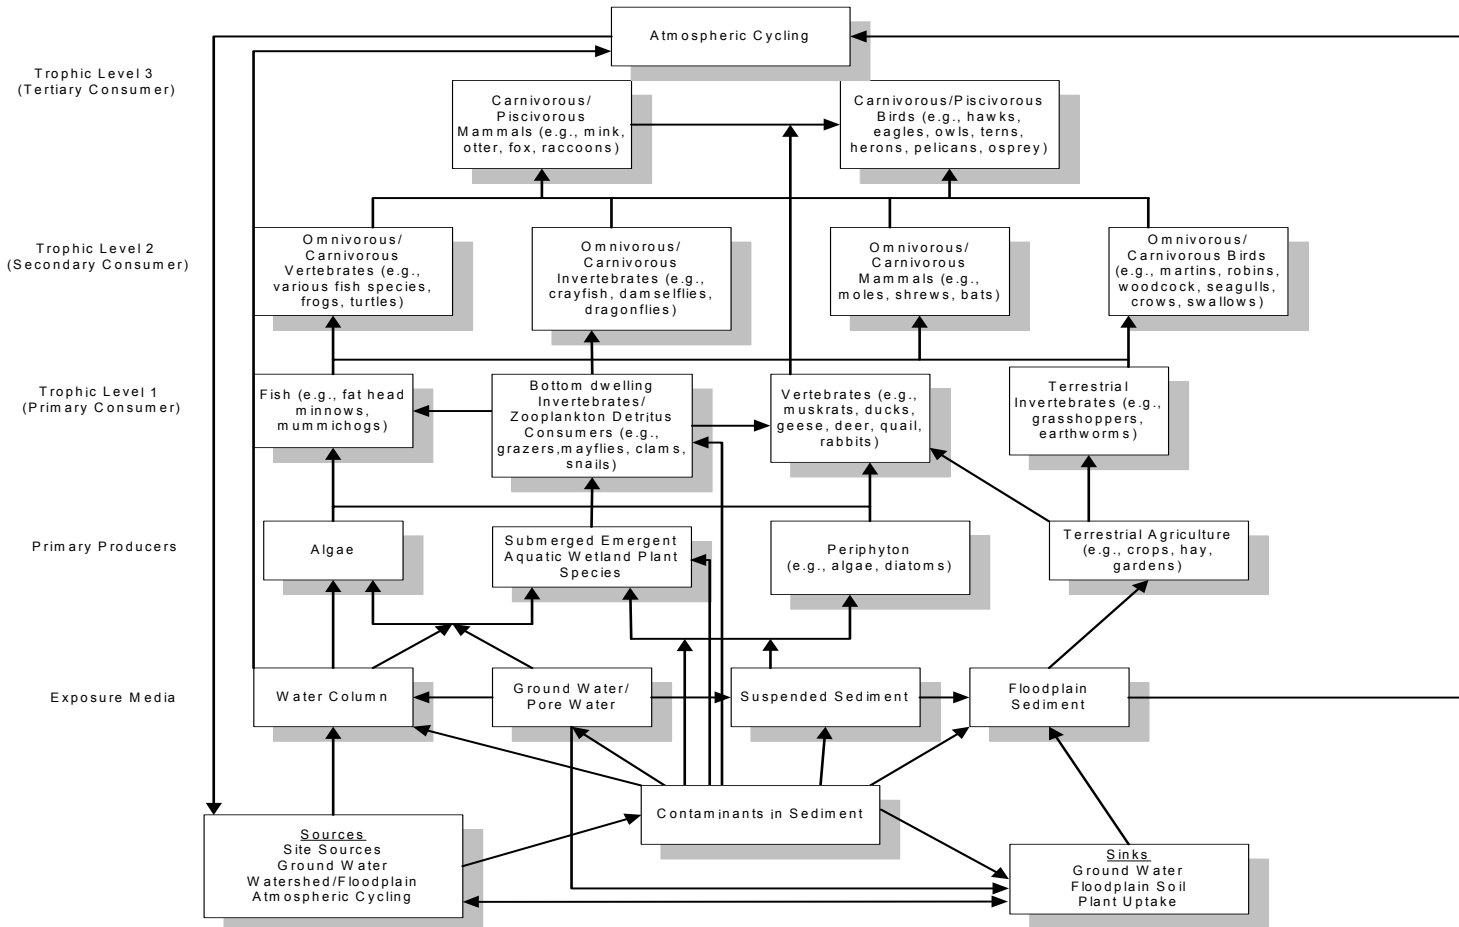 Atmospheric Cycling
Trophic Level 3
(Tertiary Consumer)
Carnivorous/
Piscivorous
Mammals (e.g., mink,
otter, fox, raccoons)
Carnivorous/Piscivorous
Birds (e.g., hawks,
eagles, owls, terns,
herons, pelicans, osprey)
Trophic Level 2
(Secondary Consumer)
Omnivorous/
Carnivorous
Vertebrates (e.g.,
various fish species,
frogs, turtles)
Omnivorous/
Carnivorous
Invertebrates (e.g.,
crayfish, damselflies,
dragonflies)
Omnivorous/
Carnivorous
Mammals (e.g.,
moles, shrews, bats)
Omnivorous/
Carnivorous Birds
(e.g., martins, robins,
woodcock, seagulls,
crows, swallows)
Trophic Level 1
(Primary Consumer)
Fish (e.g., fat head
minnows,
mummichogs)
Bottom dwelling
Invertebrates/
Zooplankton Detritus
Consumers (e.g.,
grazers,mayflies, clams,
snails)
Vertebrates (e.g.,
muskrats, ducks,
geese, deer, quail,
rabbits)
Terrestrial
Invertebrates (e.g.,
grasshoppers,
earthworms)
Primary Producers
Algae
Submerged Emergent
Aquatic Wetland Plant
Species
Periphyton
(e.g., algae, diatoms)
Terrestrial Agriculture
(e.g., crops, hay,
gardens)
Exposure Media
Water Column
Ground Water/
Pore Water
Suspended Sediment
Floodplain
Sediment
Contaminants in Sediment
Sources
Site Sources
Ground Water
Watershed/Floodplain
Atmospheric Cycling
Sinks
Ground Water
Floodplain Soil
Plant Uptake